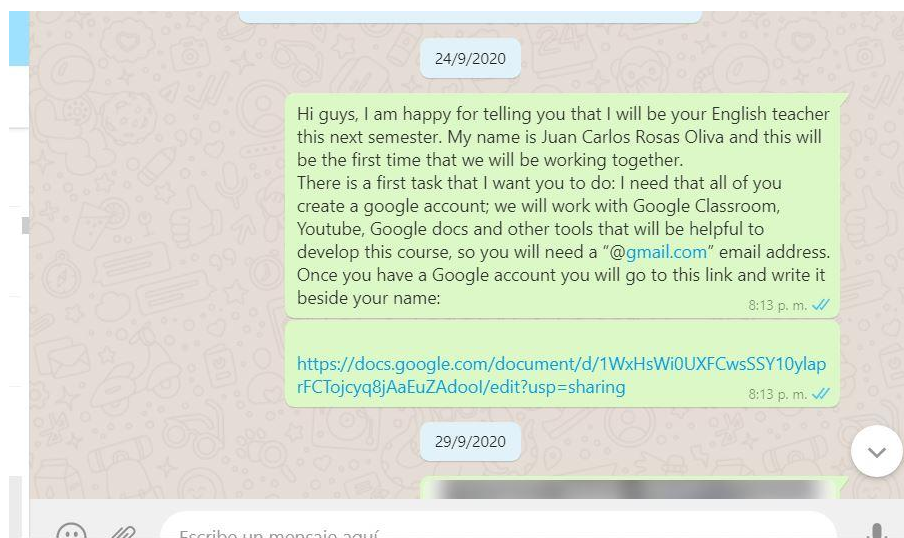 24/9/2020
Hi guys, I am happy for telling you that I will be your English teacher
this next semester. My name is Juan Carlos Rosas Oliva and this will
be the first time that we will be working together.
There is a first task that I want you to do: I need that all of you
create a google account; we will work with Google Classroom,
Youtube, Google docs and other tools that will be helpful to
develop this course, so you will need a “@gmail.com” email address.
Once you have a Google account you will go to this link and write it
beside your name:
8:13 p. m.
https://docs.google.com/document/d/1WxHsWi0UXFCwsSSY10ylap
rFCTojcyq8jAaEuZAdooI/edit?usp=sharing
8:13 p. m.
29/9/2020
Escribe un mensaje aquí